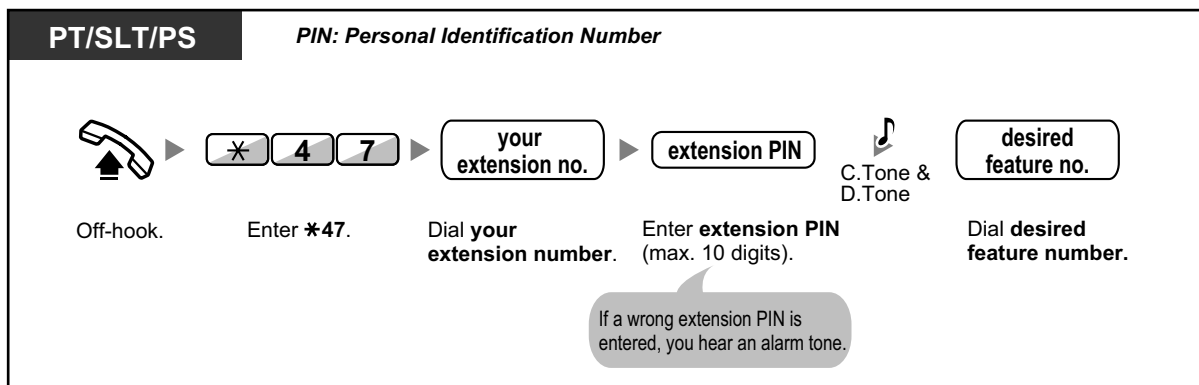 PT/SLT/PS
PIN: Personal Identification Number
* 4 7
your
extension no.
extension PIN
C.Tone &
D.Tone
desired
feature no.
Off-hook.
Enter *47.
Dial your
extension number.
Enter extension PIN
(max. 10 digits).
Dial desired
feature number.
If a wrong extension PIN is
entered, you hear an alarm tone.